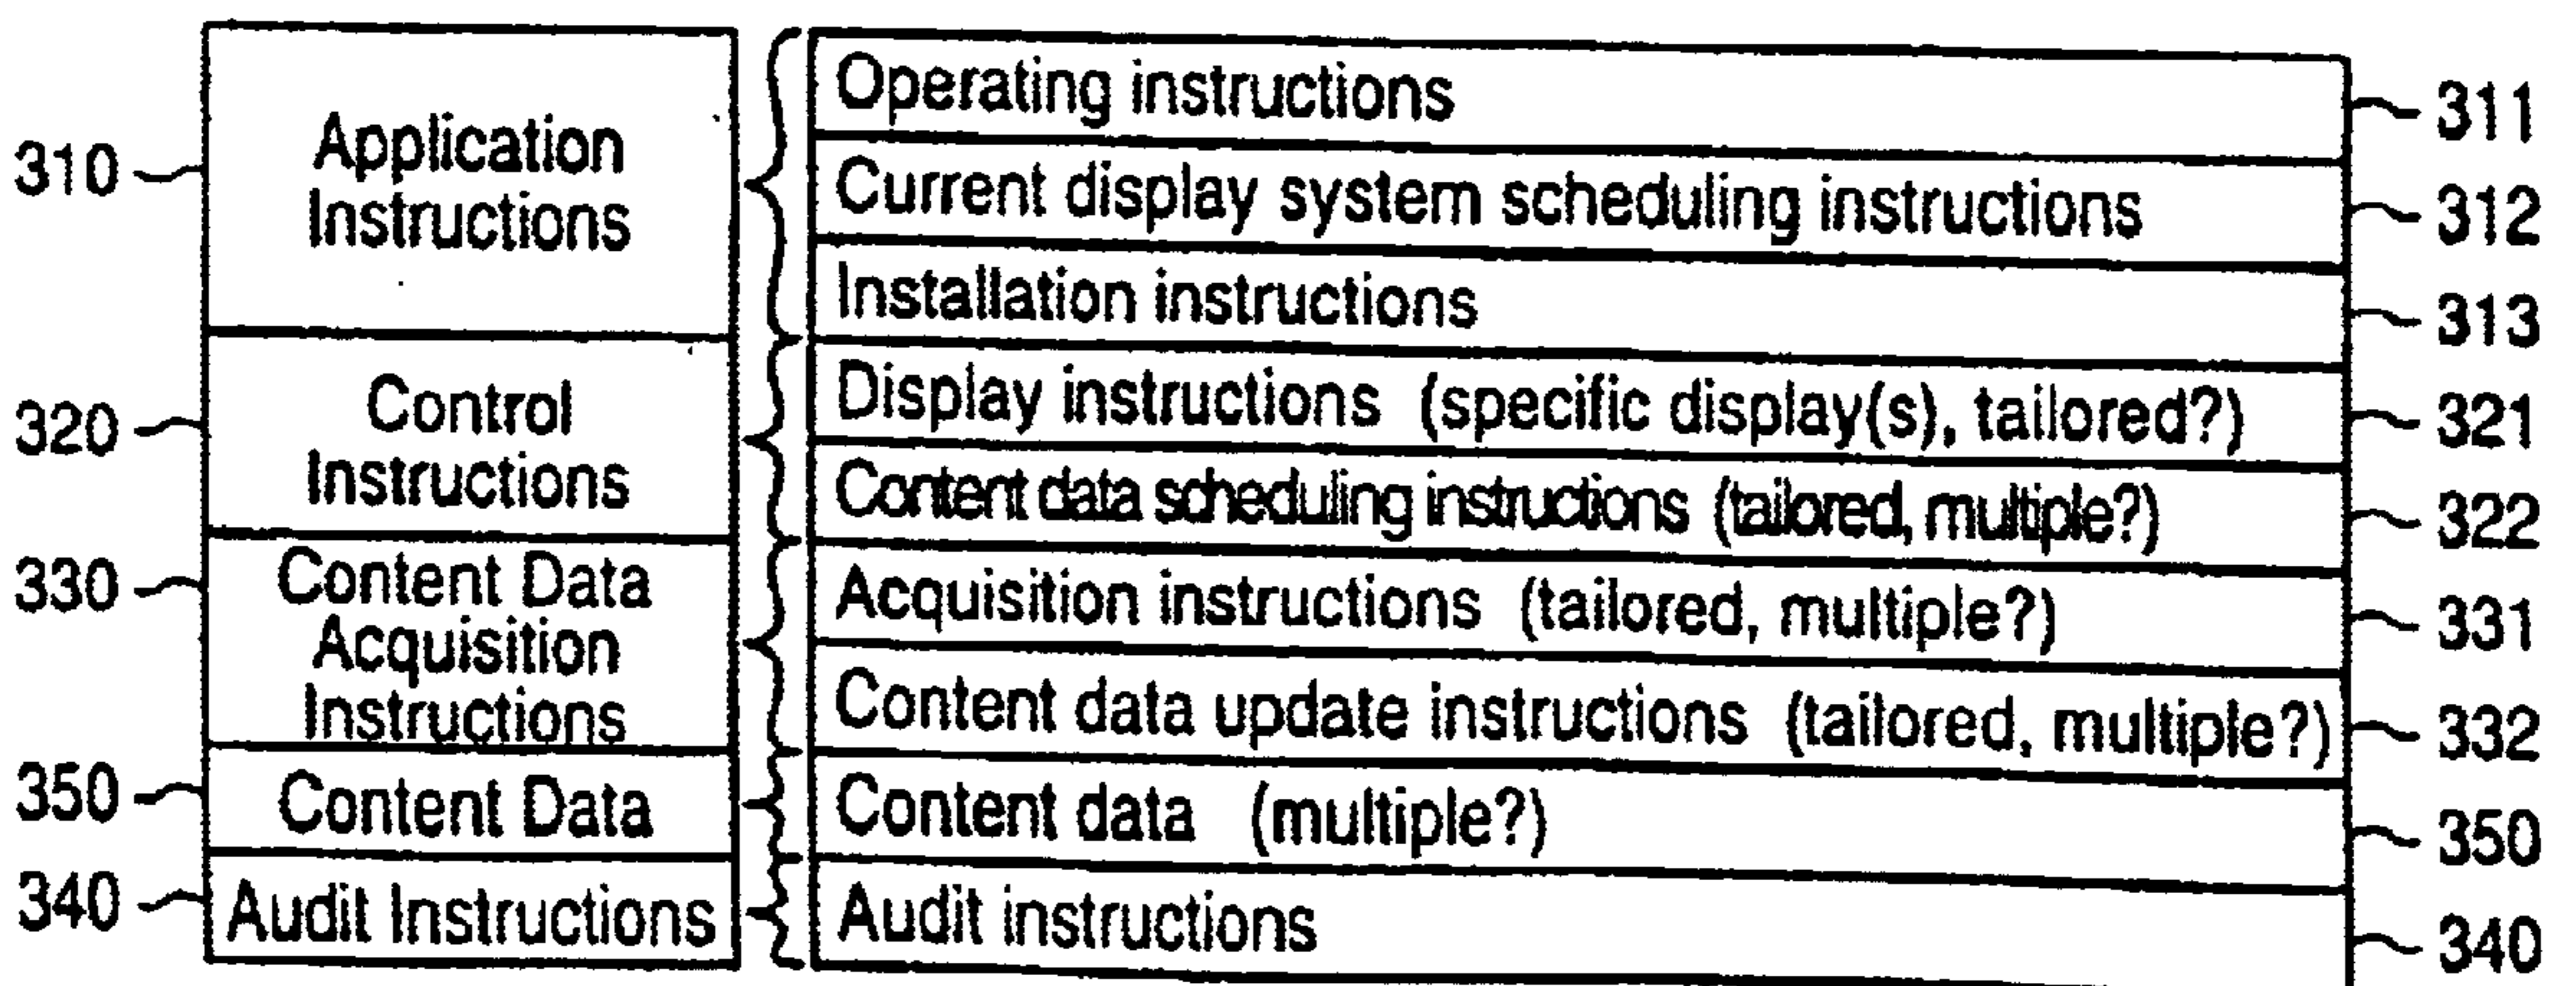 310
Application
Instructions
320
Control
Instructions
330
Content Data
Acquisition
Instructions
350
Content Data
340
Audit Instructions
Operating instructions 311
Current display system scheduling instructions 312
Installation instructions 313
Display instructions (specific display(s), tailored?) 321
Content data scheduling instructions (tailored, multiple?) 322
Acquisition instructions (tailored, multiple?) 331
Content data update instructions (tailored, multiple?) 332
Content data (multiple?) 350
Audit instructions 340